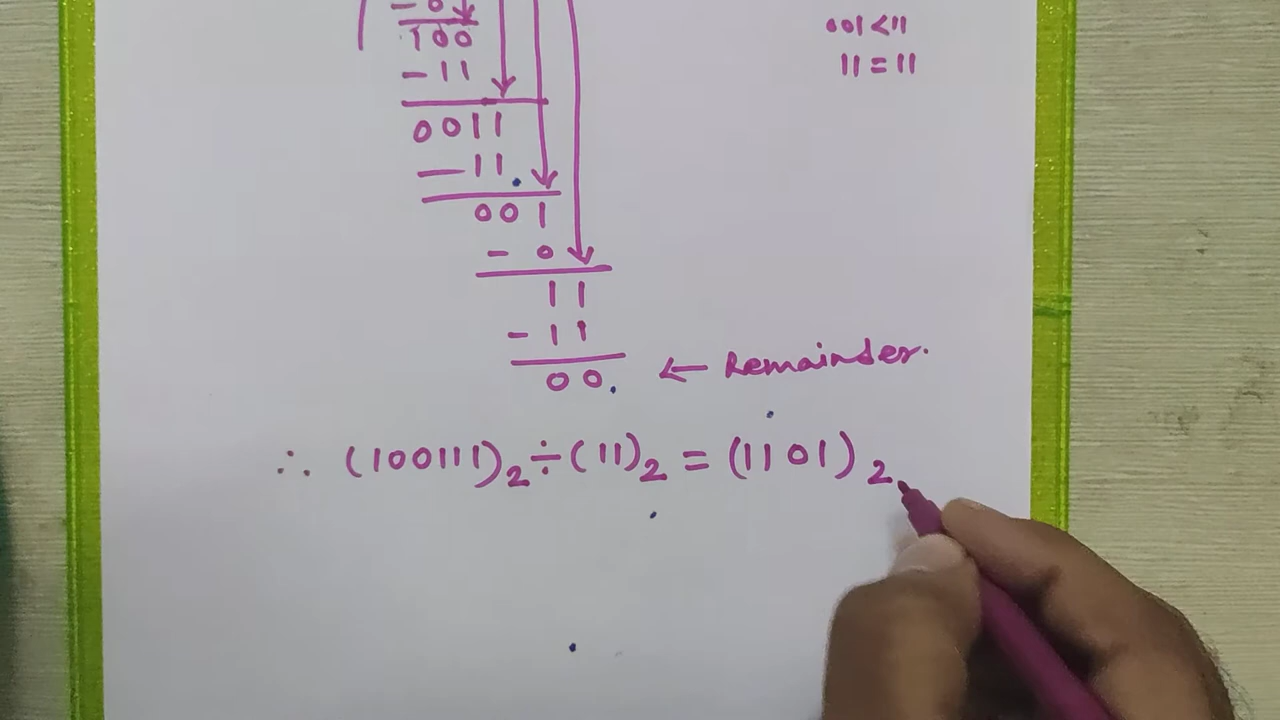 - 0
100
001 < 11
- 11
11 = 11
0011
- 11
001
- 0
11
- 11
00 ← Remainder.
∴ (100111)₂ ÷ (11)₂ = (1101)₂